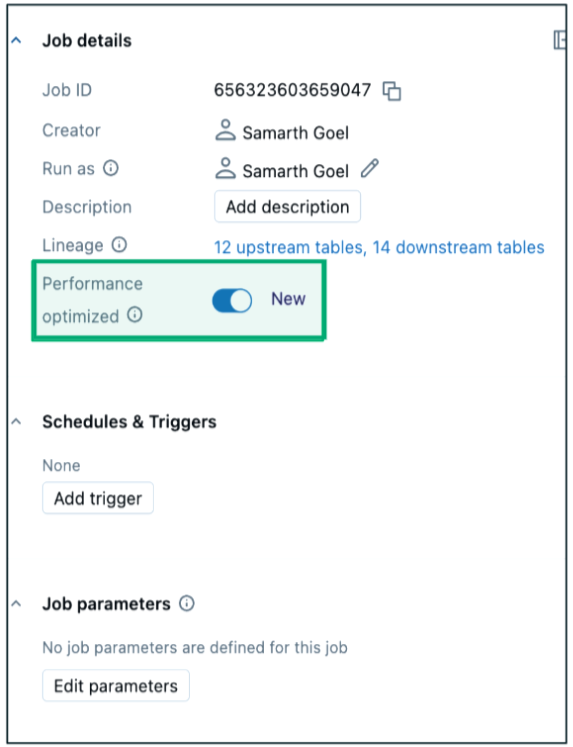 Job details
Job ID 656323603659047
Creator Samarth Goel
Run as Samarth Goel
Description Add description
Lineage 12 upstream tables, 14 downstream tables
Performance
optimized New
Schedules & Triggers
None
Add trigger
Job parameters
No job parameters are defined for this job
Edit parameters